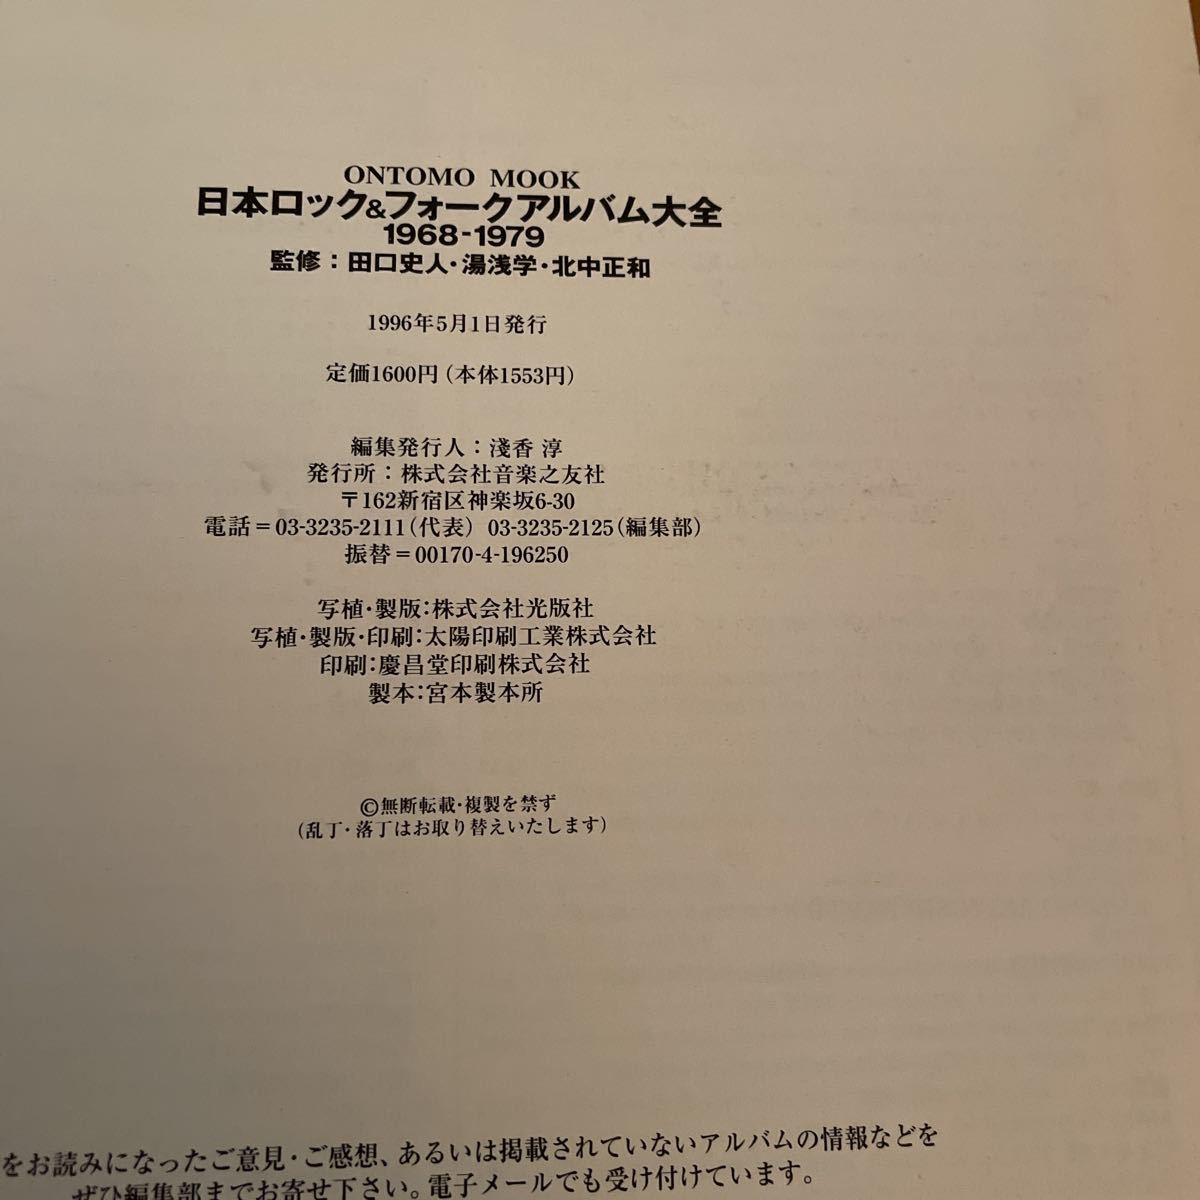 ONTOMO MOOK
日本ロック&フォークアルバム大全
1968-1979
監修：田口史人・湯浅学・北中正和
1996年5月1日発行
定価1600円（本体1553円）
編集発行人：淺香 淳
発行所：株式会社音楽之友社
〒162新宿区神楽坂6-30
電話＝03-3235-2111（代表） 03-3235-2125（編集部）
振替＝00170-4-196250
写植・製版：株式会社光版社
写植・製版・印刷：太陽印刷工業株式会社
印刷：慶昌堂印刷株式会社
製本：宮本製本所
©無断転載・複製を禁ず
（乱丁・落丁はお取り替えいたします）
をお読みになったご意見・ご感想、あるいは掲載されていないアルバムの情報などを
ぜひ編集部までお寄せ下さい。電子メールでも受け付けています。